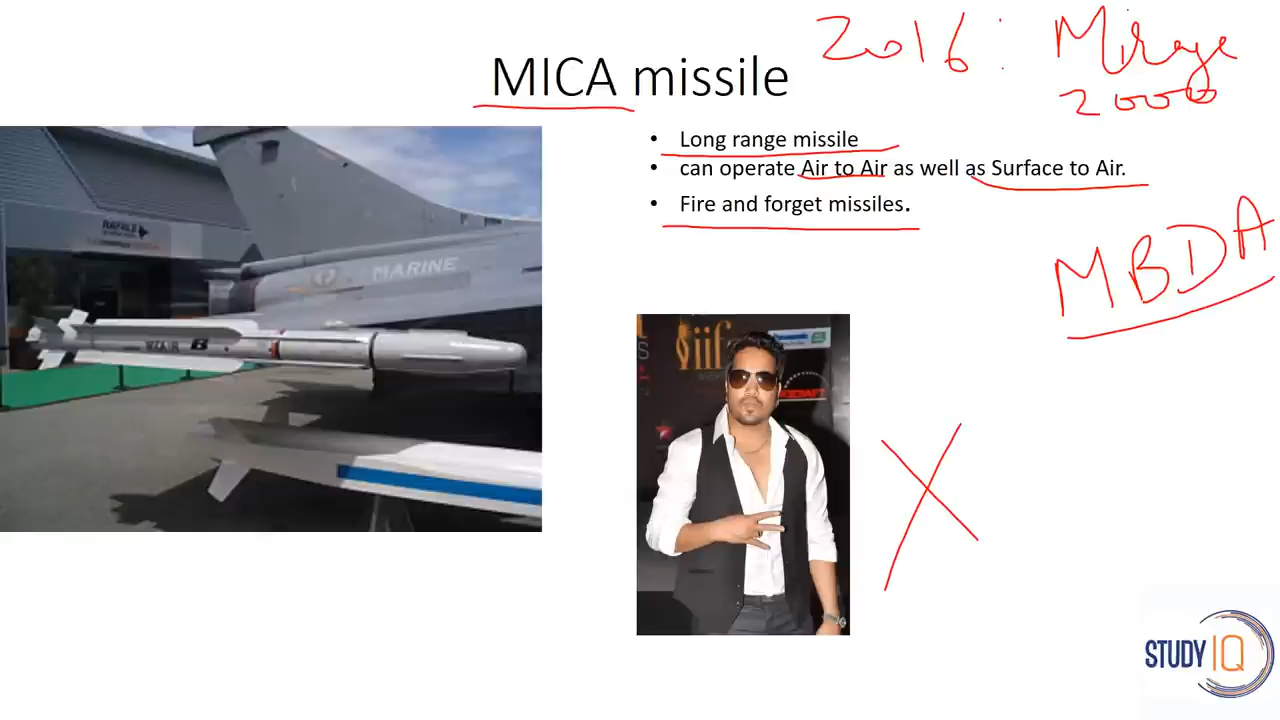 2016 : Mirage
2000
MICA missile
• Long range missile
• can operate Air to Air as well as Surface to Air.
• Fire and forget missiles.
MBDA
RAFALE
MARINE
MICA
iifa
STUDY IQ